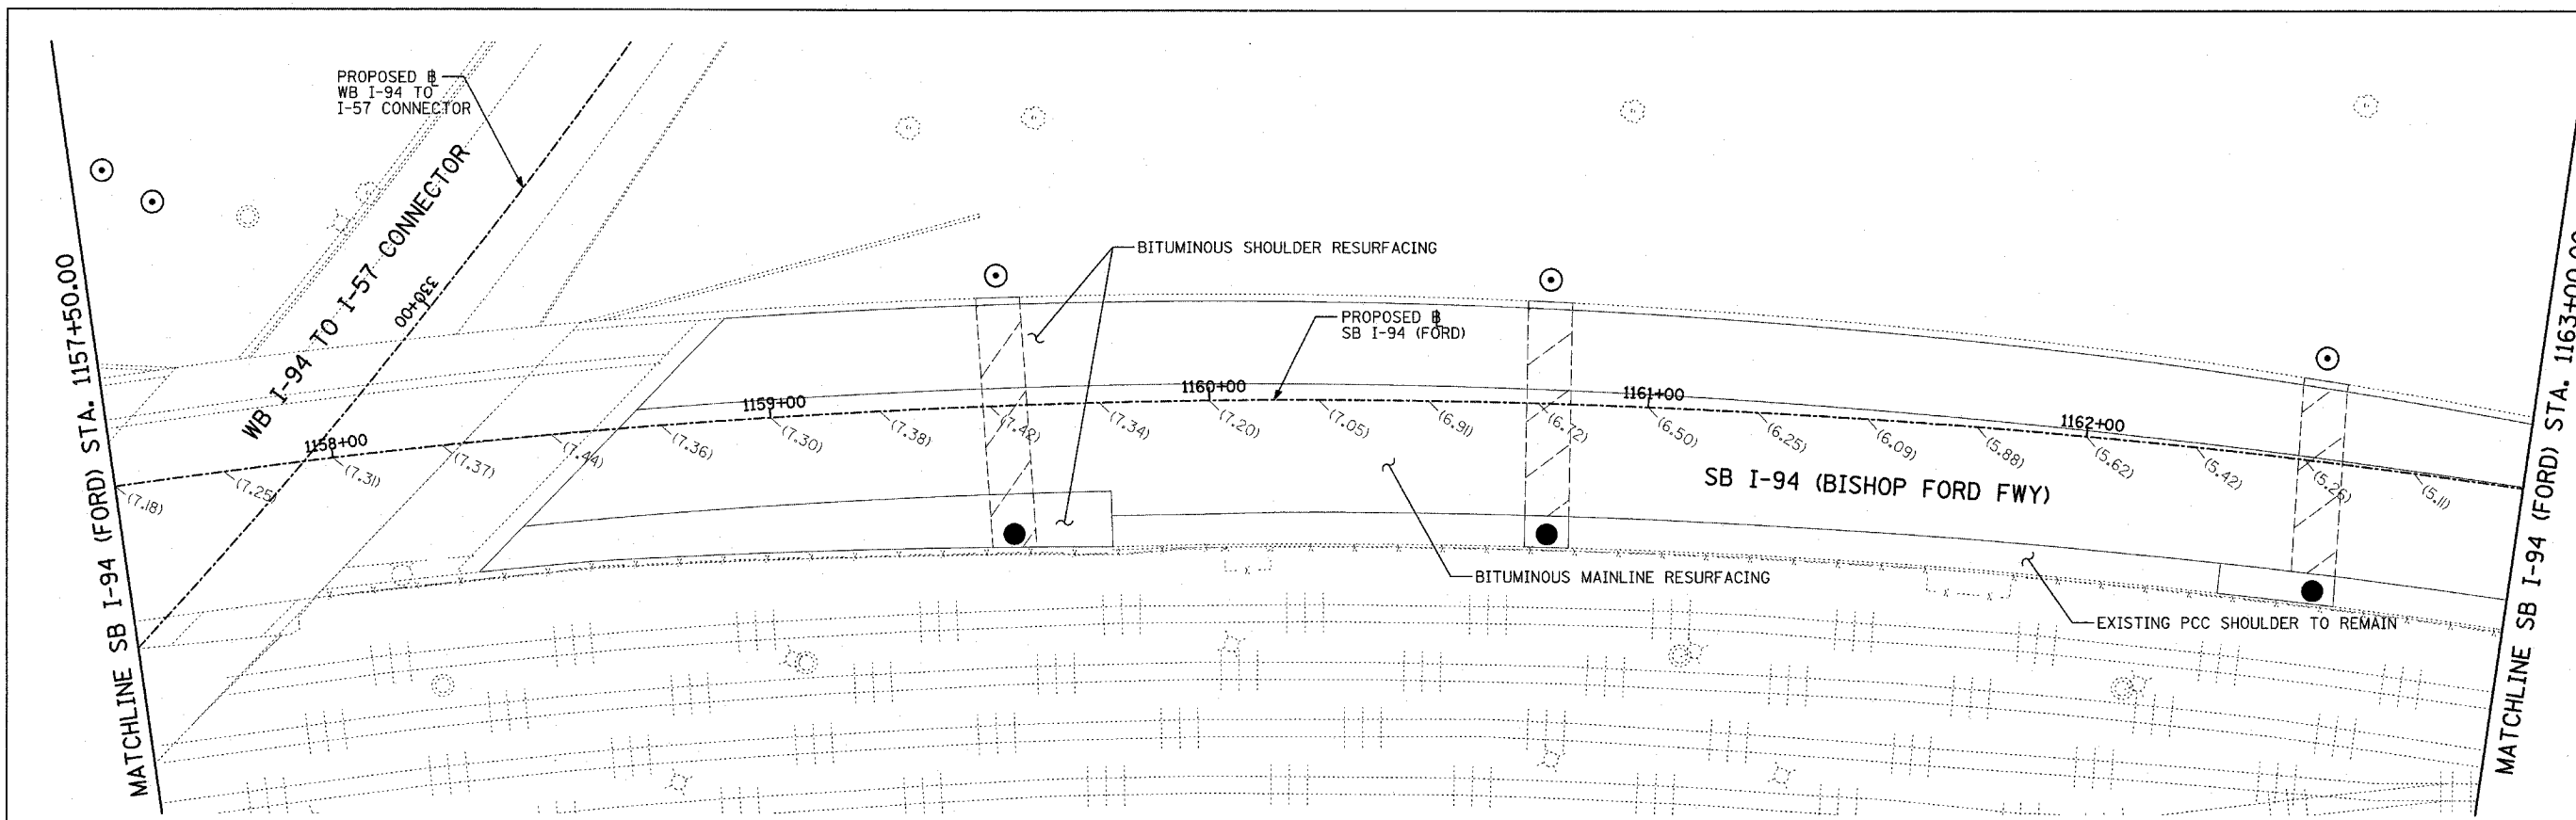 PROPOSED B
WB I-94 TO
I-57 CONNECTOR
WB I-94 TO I-57 CONNECTOR
330+00
MATCHLINE SB I-94 (FORD) STA. 1157+50.00
BITUMINOUS SHOULDER RESURFACING
PROPOSED B
SB I-94 (FORD)
1158+00
1159+00
1160+00
1161+00
1162+00
(7.18)
(7.25)
(7.31)
(7.37)
(7.44)
(7.36)
(7.30)
(7.38)
(7.42)
(7.34)
(7.20)
(7.05)
(6.91)
(6.72)
(6.50)
(6.25)
(6.09)
(5.88)
(5.62)
(5.42)
(5.26)
(5.11)
SB I-94 (BISHOP FORD FWY)
BITUMINOUS MAINLINE RESURFACING
EXISTING PCC SHOULDER TO REMAIN
MATCHLINE SB I-94 (FORD) STA. 1163+00.00